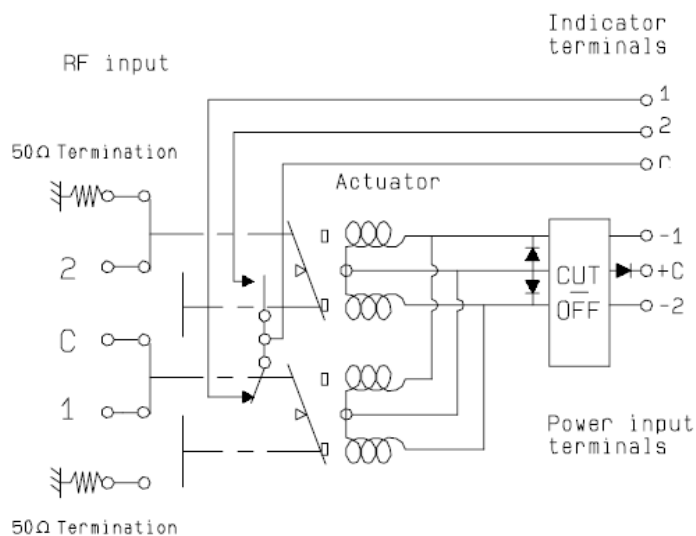 Indicator
terminals
RF input
1
2
50Ω Termination
Actuator
-1
2
+C
CUT
OFF
-2
C
1
Power input
terminals
50Ω Termination